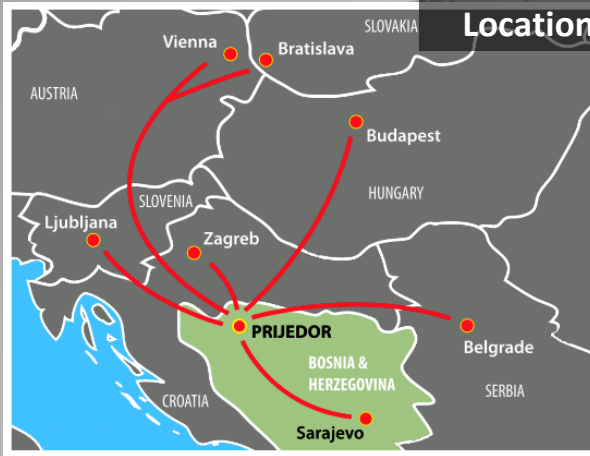 Location
SLOVAKIA
Vienna
Bratislava
AUSTRIA
Budapest
HUNGARY
SLOVENIA
Ljubljana
Zagreb
PRIJEDOR
Belgrade
BOSNIA &
HERZEGOVINA
SERBIA
CROATIA
Sarajevo